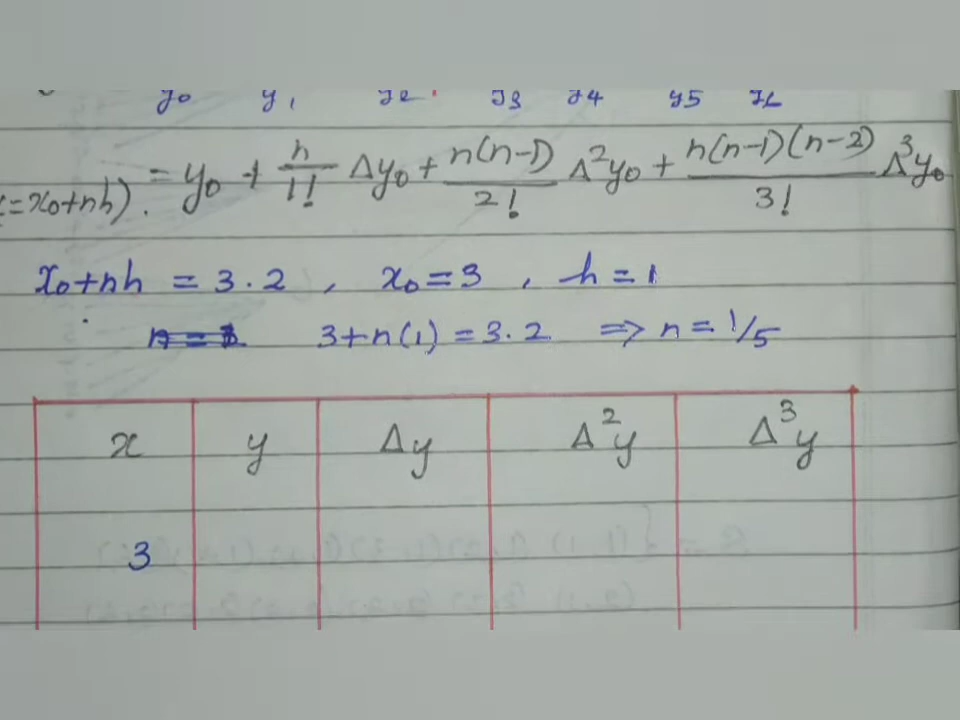 y0 y1 y2 y3 y4 y5 y6
= y₀ + n/1! Δy₀ + n(n-1)/2! Δ²y₀ + n(n-1)(n-2)/3! Δ³y₀
=x₀+nh).
x₀+nh = 3.2 , x₀=3 , h=1
3+n(1)=3.2 ⇒ n=1/5
x y Δy Δ²y Δ³y
3